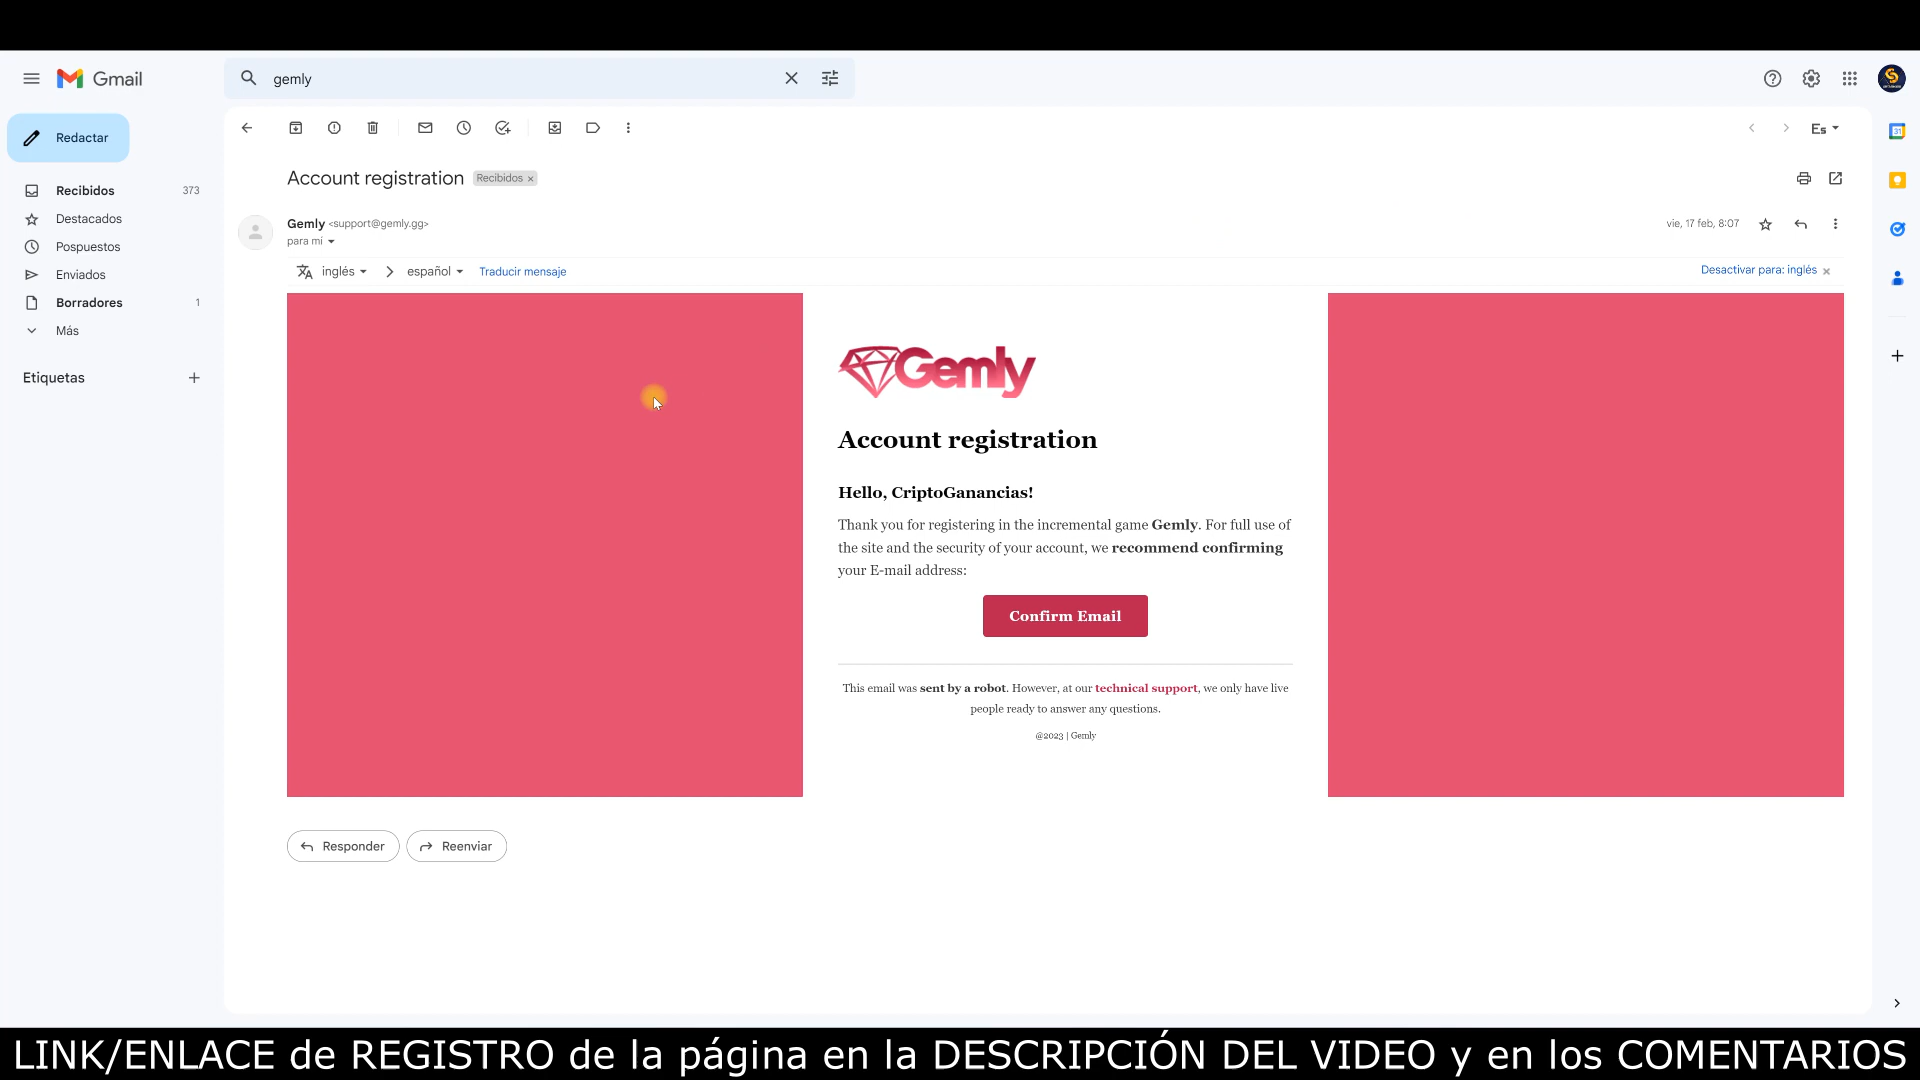 Gmail
gemly
Redactar
Es
Recibidos 373
Destacados
Pospuestos
Enviados
Borradores 1
Más
Etiquetas
Account registration Recibidos ×
Gemly <support@gemly.gg> vie, 17 feb, 8:07
para mí
inglés español Traducir mensaje Desactivar para: inglés ×
31
Gemly
Account registration
Hello, CriptoGanancias!
Thank you for registering in the incremental game Gemly. For full use of
the site and the security of your account, we recommend confirming
your E-mail address:
Confirm Email
This email was sent by a robot. However, at our technical support, we only have live
people ready to answer any questions.
@2023 | Gemly
Responder Reenviar
LINK/ENLACE de REGISTRO de la página en la DESCRIPCIÓN DEL VIDEO y en los COMENTARIOS